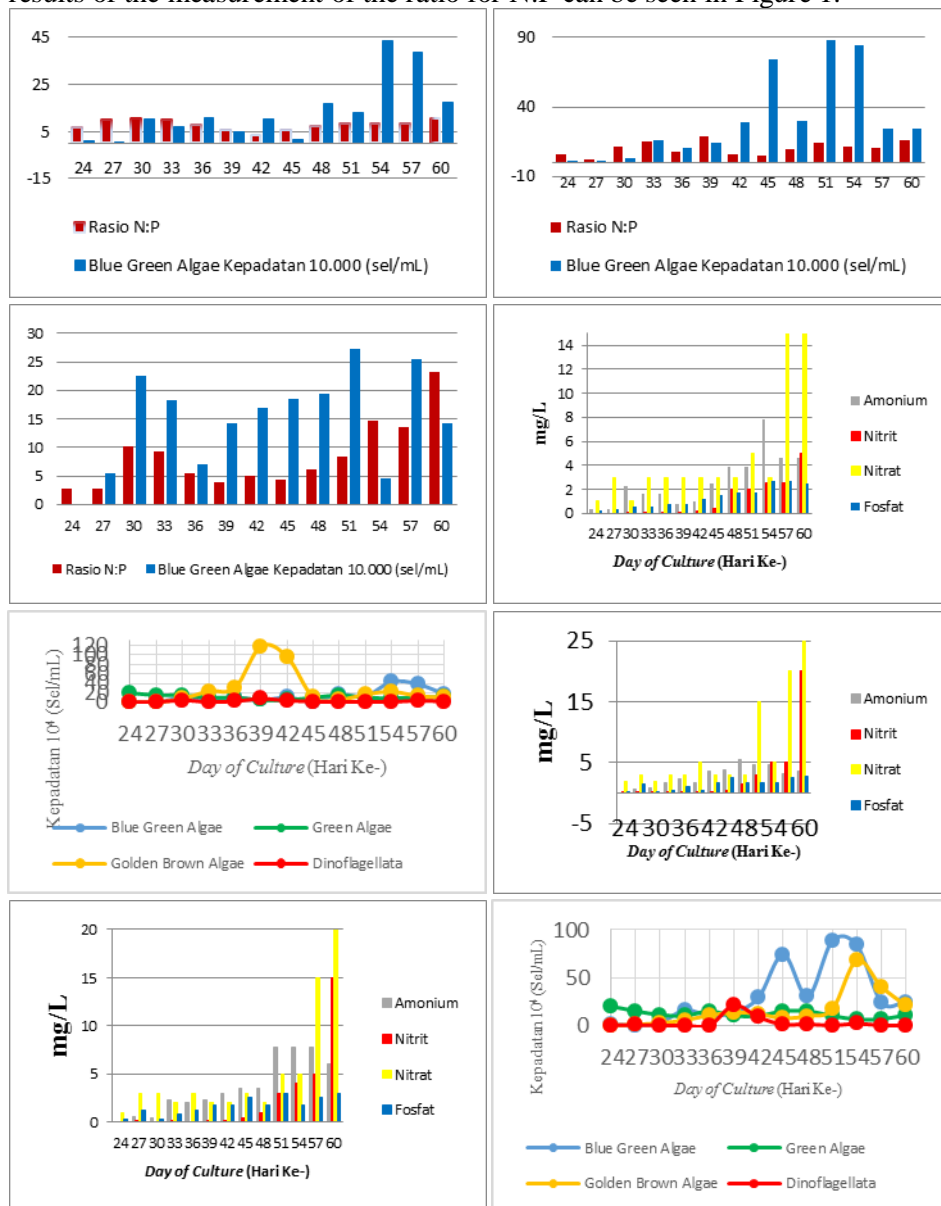 results of the measurement of the ratio for N:P can be seen in Figure 1.
45
25
5
-15
24 27 30 33 36 39 42 45 48 51 54 57 60
Rasio N:P
Blue Green Algae Kepadatan 10.000 (sel/mL)
90
40
-10
24 27 30 33 36 39 42 45 48 51 54 57 60
Rasio N:P
Blue Green Algae Kepadatan 10.000 (sel/mL)
30
25
20
15
10
5
0
24 27 30 33 36 39 42 45 48 51 54 57 60
Rasio N:P Blue Green Algae Kepadatan 10.000 (sel/mL)
mg/L
14
12
10
8
6
4
2
0
24 27 30 33 36 39 42 45 48 51 54 57 60
Day of Culture (Hari Ke-)
Amonium
Nitrit
Nitrat
Fosfat
Kepadatan 10⁴ (Sel/mL)
120
100
80
60
40
20
0
24 27 30 33 36 39 42 45 48 51 54 57 60
Day of Culture (Hari Ke-)
Blue Green Algae Green Algae
Golden Brown Algae Dinoflagellata
mg/L
25
15
5
-5
24 30 36 42 48 54 60
Day of Culture (Hari Ke-)
Amonium
Nitrit
Nitrat
Fosfat
mg/L
20
15
10
5
0
24 27 30 33 36 39 42 45 48 51 54 57 60
Day of Culture (Hari Ke-)
Amonium
Nitrit
Nitrat
Fosfat
Kepadatan 10⁴ (Sel/mL)
100
50
0
24 27 30 33 36 39 42 45 48 51 54 57 60
Day of Culture (Hari Ke-)
Blue Green Algae Green Algae
Golden Brown Algae Dinoflagellata